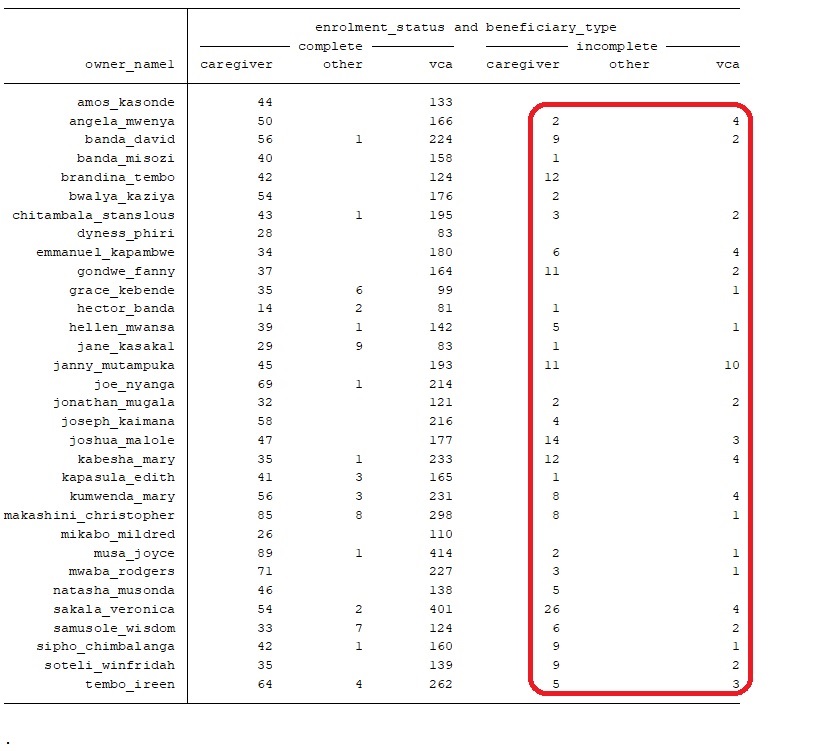 enrolment_status and beneficiary_type
complete incomplete
owner_name1 caregiver other vca caregiver other vca
amos_kasonde 44 133
angela_mwenya 50 166 2 4
banda_david 56 1 224 9 2
banda_misozi 40 158 1
brandina_tembo 42 124 12
bwalya_kaziya 54 176 2
chitambala_stanslous 43 1 195 3 2
dyness_phiri 28 83
emmanuel_kapambwe 34 180 6 4
gondwe_fanny 37 164 11 2
grace_kebende 35 6 99 1
hector_banda 14 2 81 1
hellen_mwansa 39 1 142 5 1
jane_kasakal 29 9 83 1
janny_mutampuka 45 193 11 10
joe_nyanga 69 1 214
jonathan_mugala 32 121 2 2
joseph_kaimana 58 216 4
joshua_malole 47 177 14 3
kabesha_mary 35 1 233 12 4
kapasula_edith 41 3 165 1
kumwenda_mary 56 3 231 8 4
makashini_christopher 85 8 298 8 1
mikabo_mildred 26 110
musa_joyce 89 1 414 2 1
mwaba_rodgers 71 227 3 1
natasha_musonda 46 138 5
sakala_veronica 54 2 401 26 4
samusole_wisdom 33 7 124 6 2
sipho_chimbalanga 42 1 160 9 1
soteli_winfridah 35 139 9 2
tembo_ireen 64 4 262 5 3
.